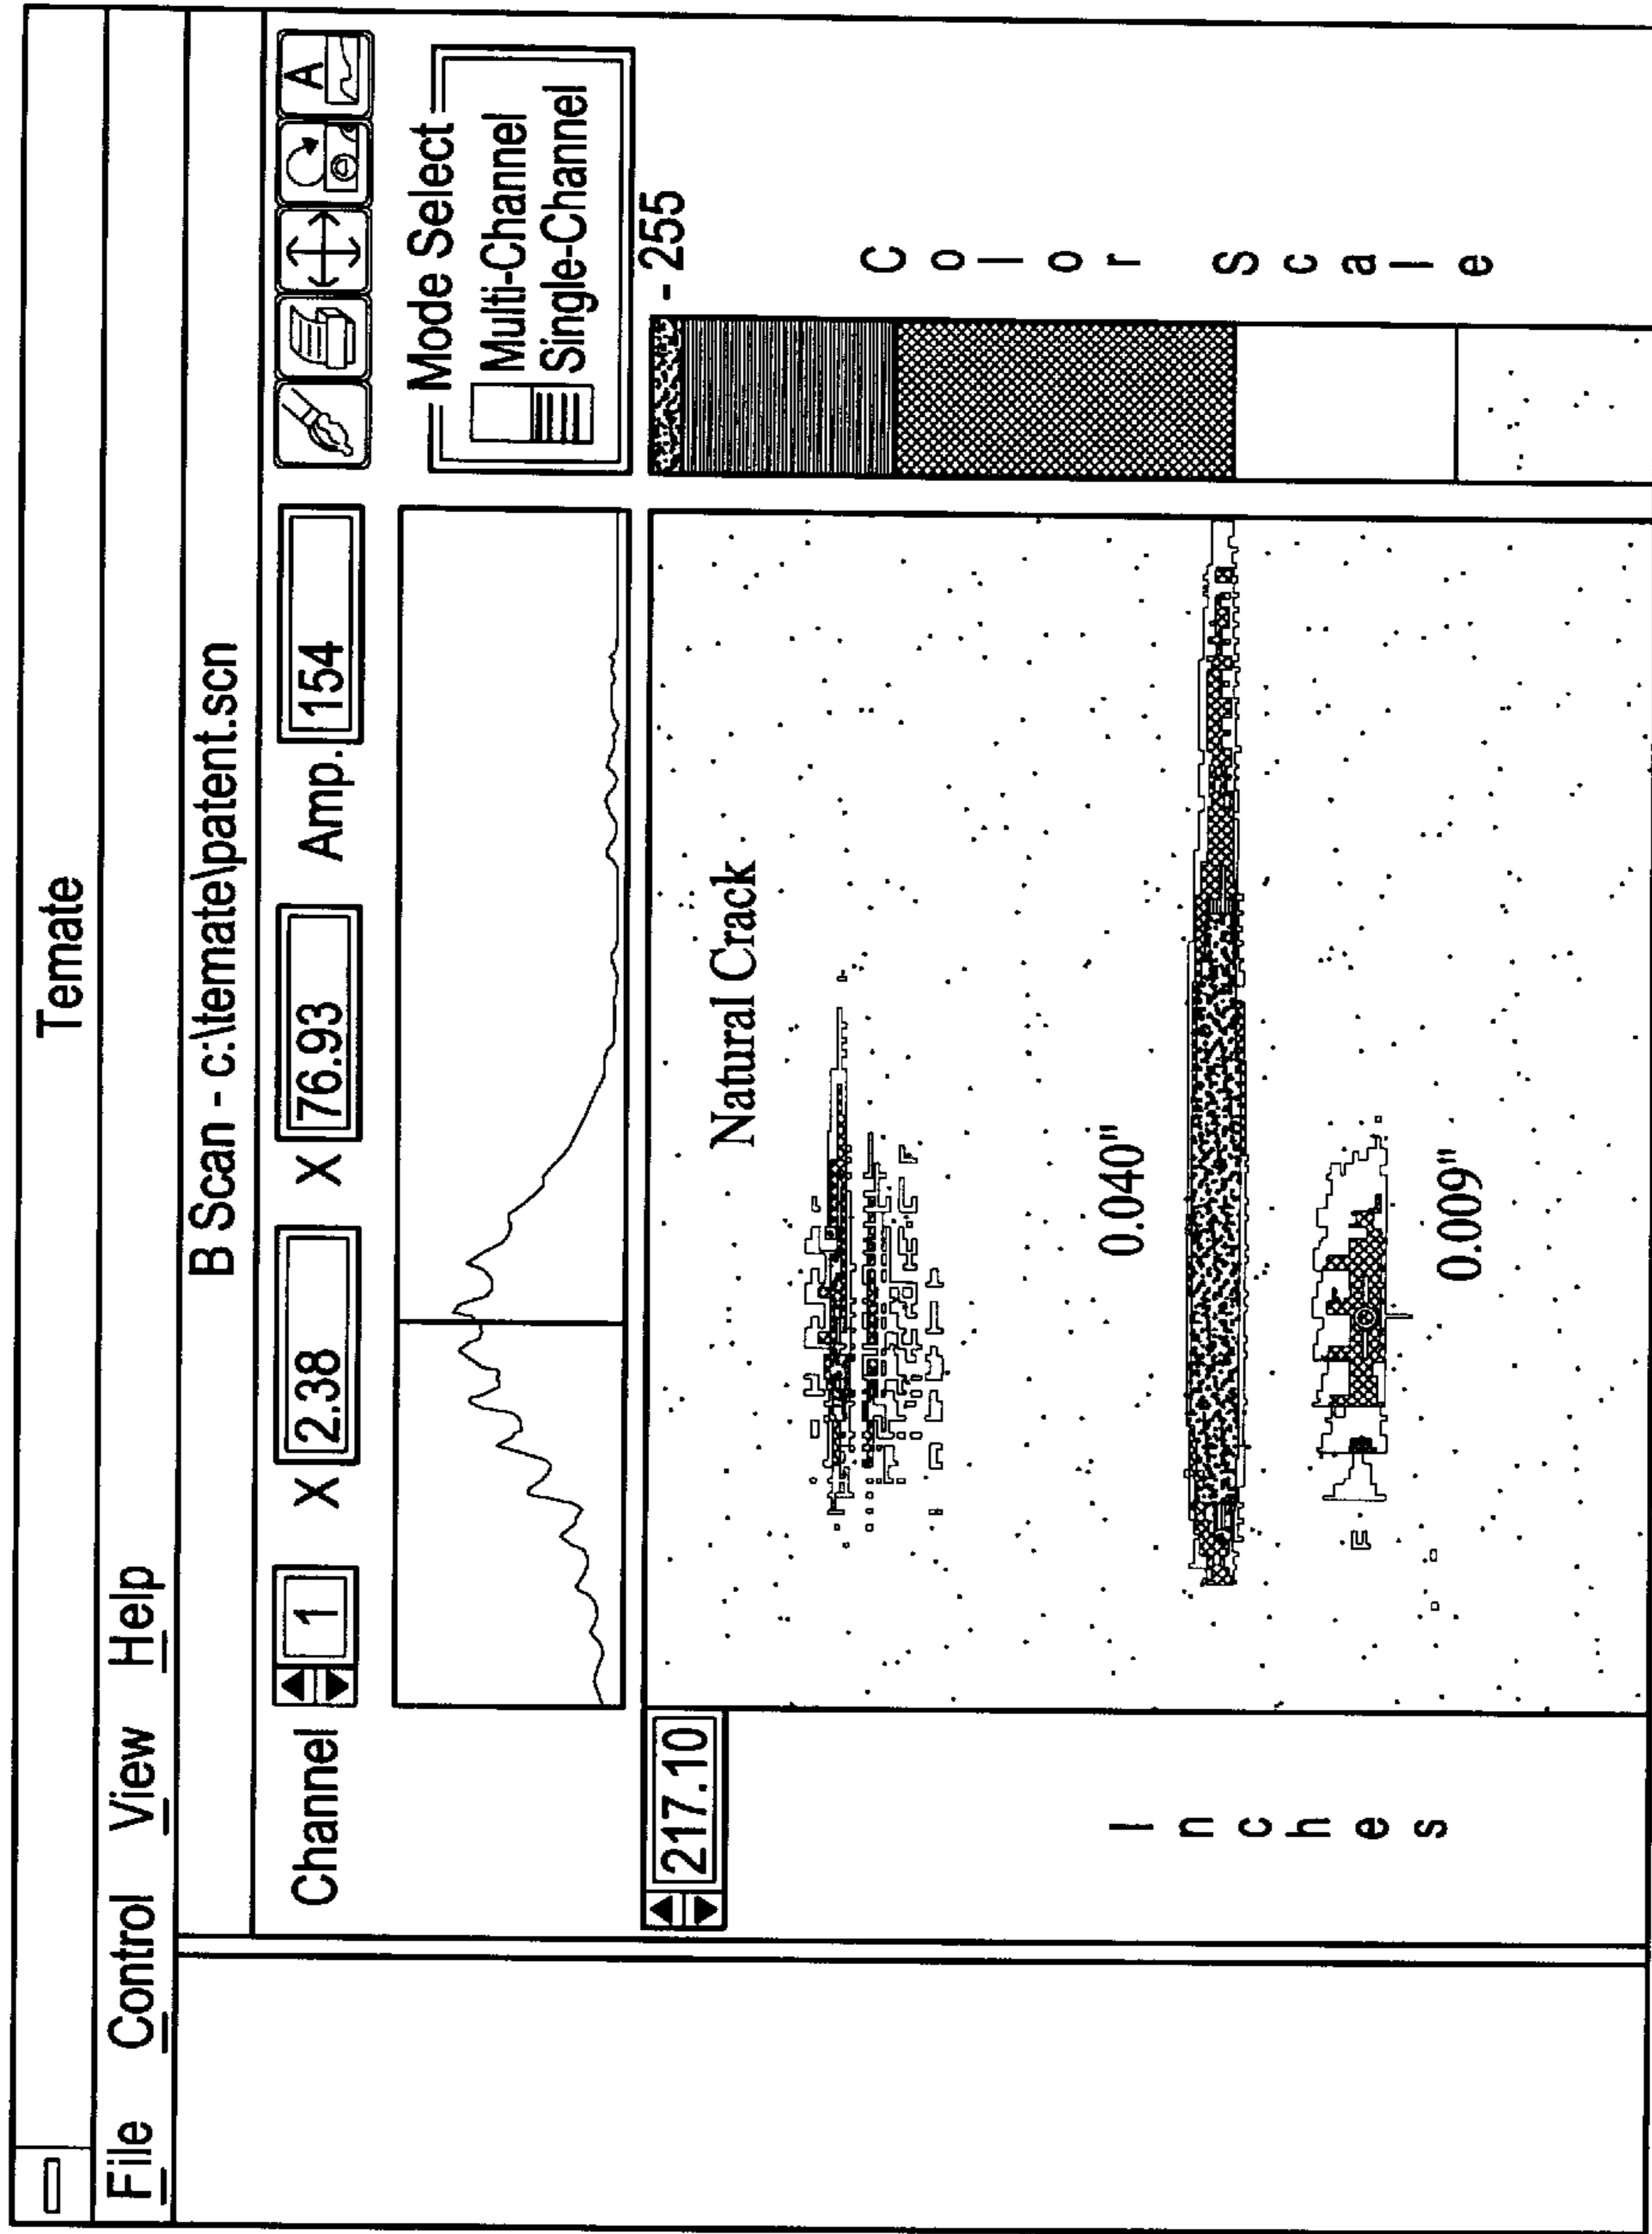 Temate
File Control View Help
B Scan - c:\temate\patent.scn
Channel 1 X 2.38 X 76.93 Amp. 154 A
Mode Select
Multi-Channel
Single-Channel
217.10
- 255
Natural Crack
0.040"
0.009"
Inches
Color Scale